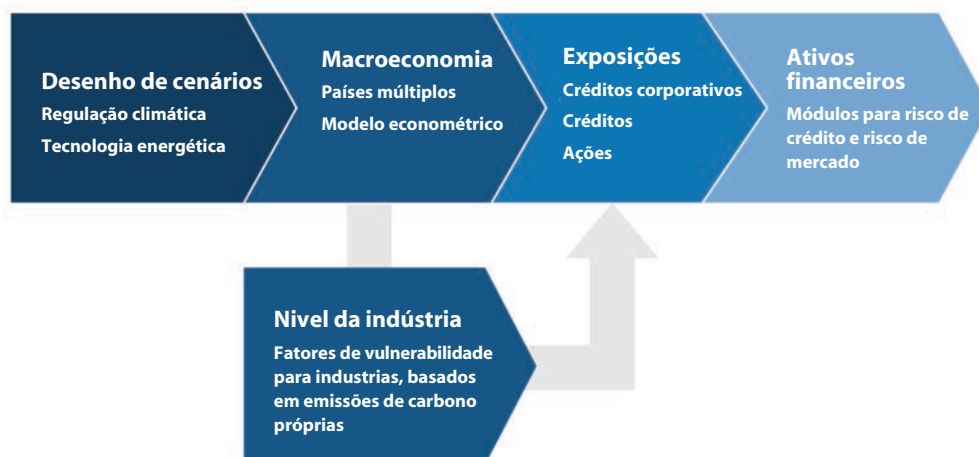 Desenho de cenários
Regulação climática
Tecnologia energética
Macroeconomia
Países múltiplos
Modelo econométrico
Exposições
Créditos corporativos
Créditos
Ações
Ativos
financeiros
Módulos para risco de
crédito e risco de
mercado
Nivel da indústria
Fatores de vulnerabilidade
para industrias, basados
em emissões de carbono
próprias